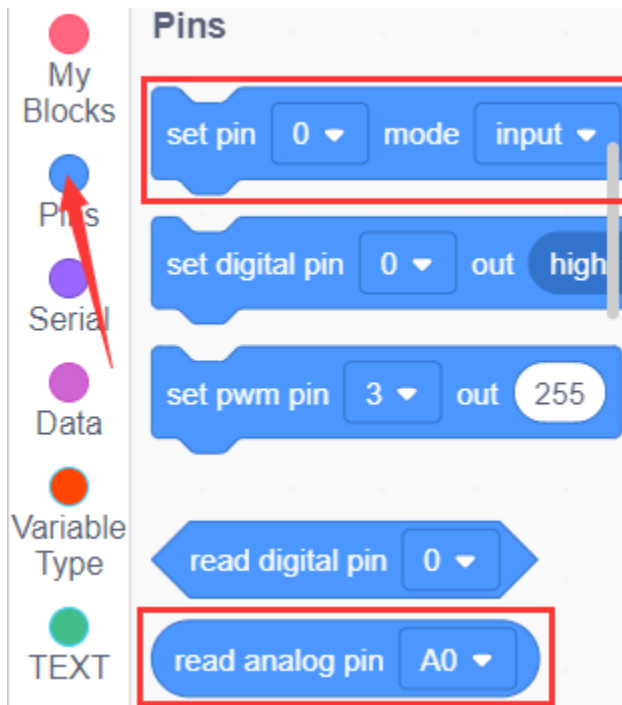 My
Blocks
Pins
Serial
Data
Variable
Type
TEXT
Pins
set pin 0 mode input
set digital pin 0 out high
set pwm pin 3 out 255
read digital pin 0
read analog pin A0